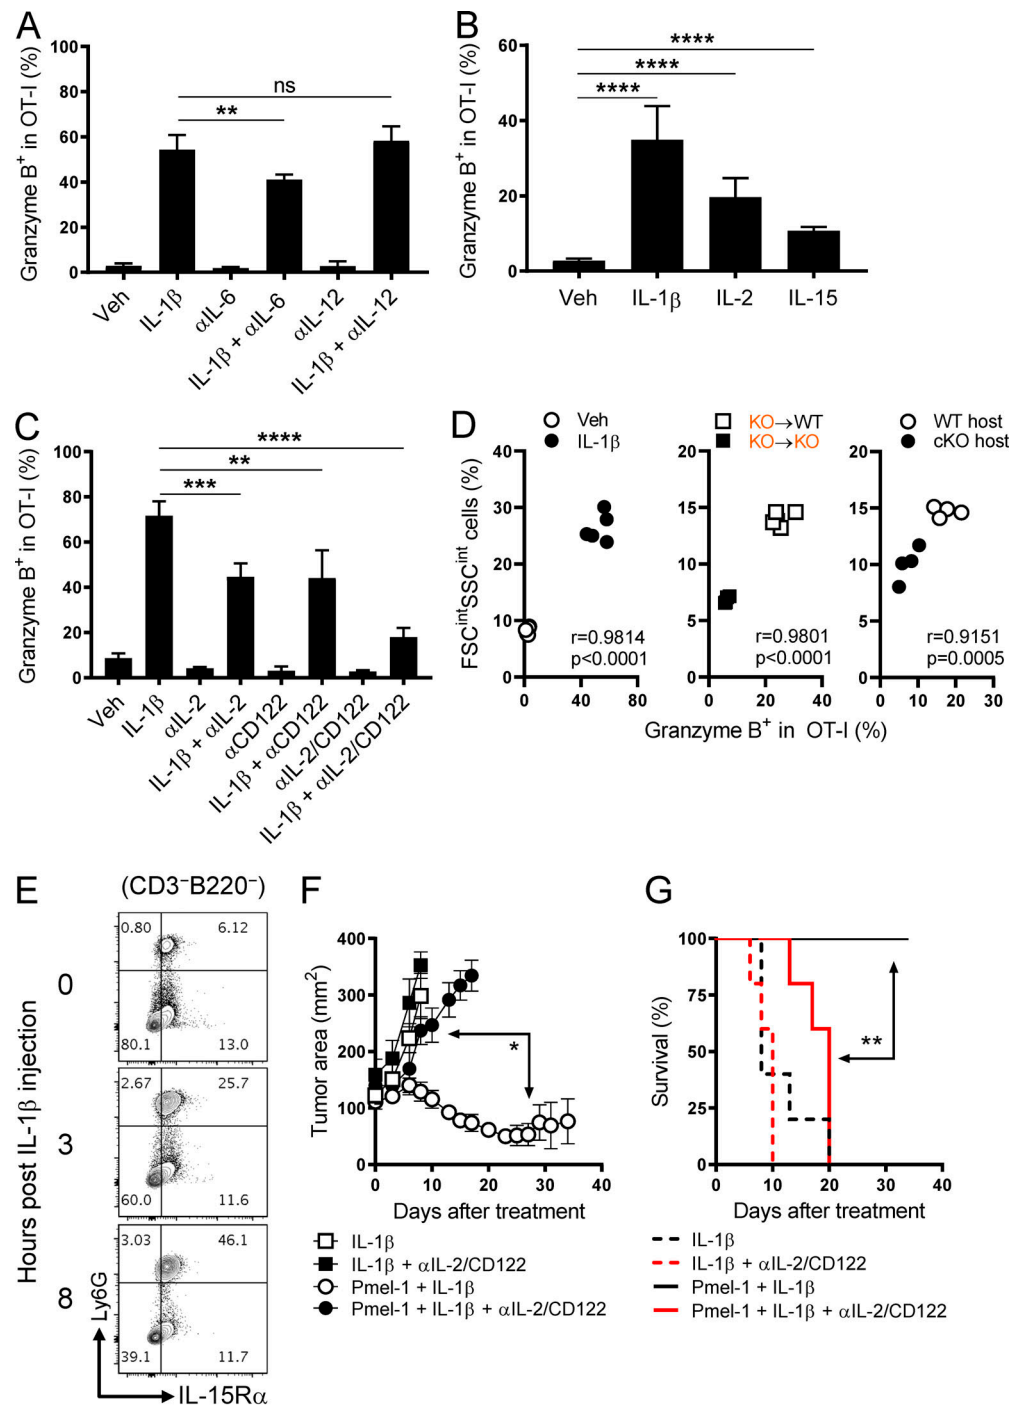 A
Granzyme B⁺ in OT-I (%)
100
80
60
40
20
0
ns
**
Veh
IL-1β
αIL-6
IL-1β + αIL-6
αIL-12
IL-1β + αIL-12
B
Granzyme B⁺ in OT-I (%)
60
40
20
0
****
****
****
Veh IL-1β IL-2 IL-15
C
Granzyme B⁺ in OT-I (%)
100
80
60
40
20
0
****
**
***
Veh
IL-1β
αIL-2
IL-1β + αIL-2
αCD122
IL-1β + αCD122
αIL-2/CD122
IL-1β + αIL-2/CD122
D
Veh
IL-1β
FSCⁱⁿᵗSSCⁱⁿᵗ cells (%)
40
30
20
10
0
r=0.9814
p<0.0001
0 40 80
KO→WT
KO→KO
20
15
10
5
0
r=0.9801
p<0.0001
0 20 40
WT host
cKO host
20
15
10
5
0
r=0.9151
p=0.0005
0 10 20 30
Granzyme B⁺ in OT-I (%)
E
(CD3⁻B220⁻)
Hours post IL-1β injection
0
0.80 6.12
80.1 13.0
3
2.67 25.7
60.0 11.6
8
3.03 46.1
39.1 11.7
Ly6G
IL-15Rα
F
Tumor area (mm²)
400
300
200
100
0
*
0 10 20 30 40
Days after treatment
IL-1β
IL-1β + αIL-2/CD122
Pmel-1 + IL-1β
Pmel-1 + IL-1β + αIL-2/CD122
G
Survival (%)
100
75
50
25
0
**
0 10 20 30 40
Days after treatment
IL-1β
IL-1β + αIL-2/CD122
Pmel-1 + IL-1β
Pmel-1 + IL-1β + αIL-2/CD122